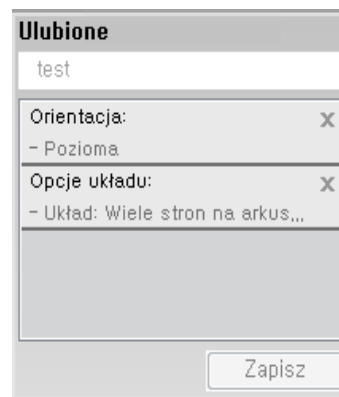 Ulubione
test
Orientacja: x
- Pozioma
Opcje układu: x
- Układ: Wiele stron na arkus...
Zapisz